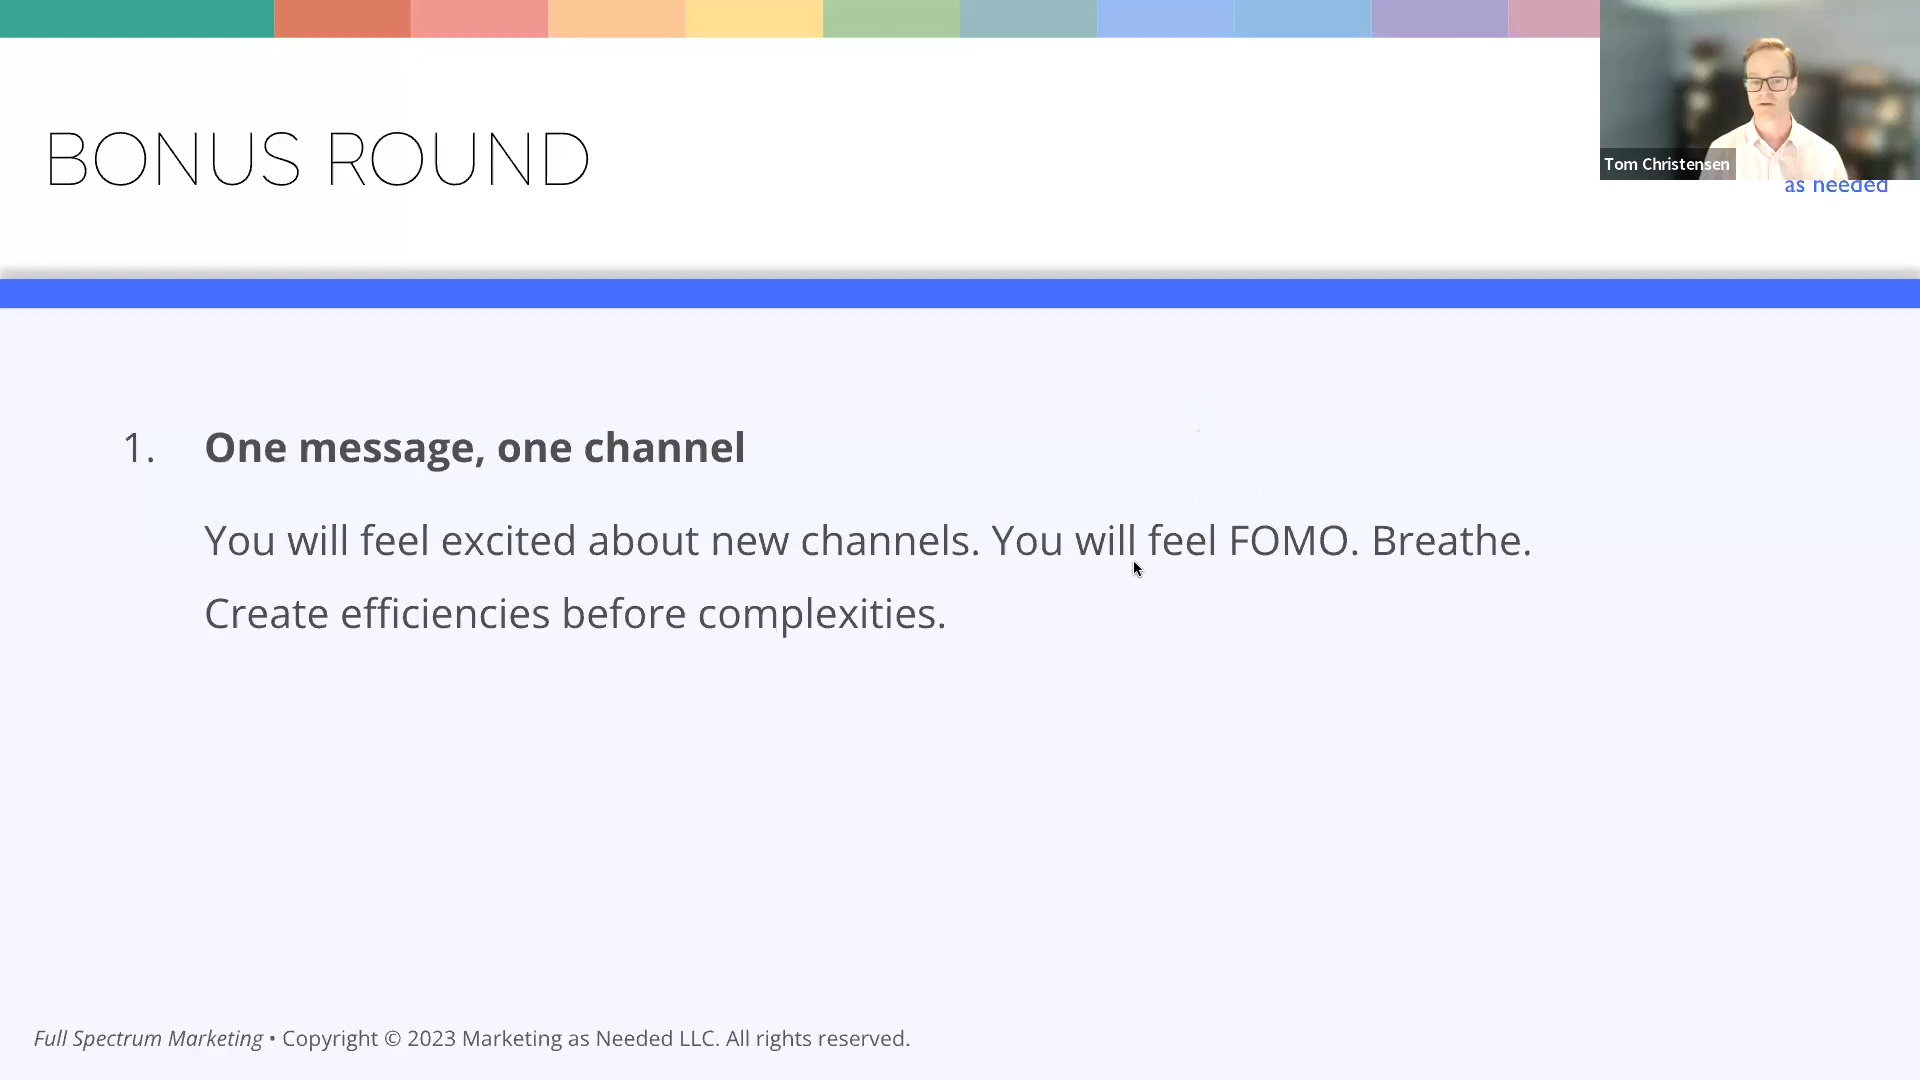 BONUS ROUND
Tom Christensen
as needed
1. One message, one channel
You will feel excited about new channels. You will feel FOMO. Breathe.
Create efficiencies before complexities.
Full Spectrum Marketing • Copyright © 2023 Marketing as Needed LLC. All rights reserved.